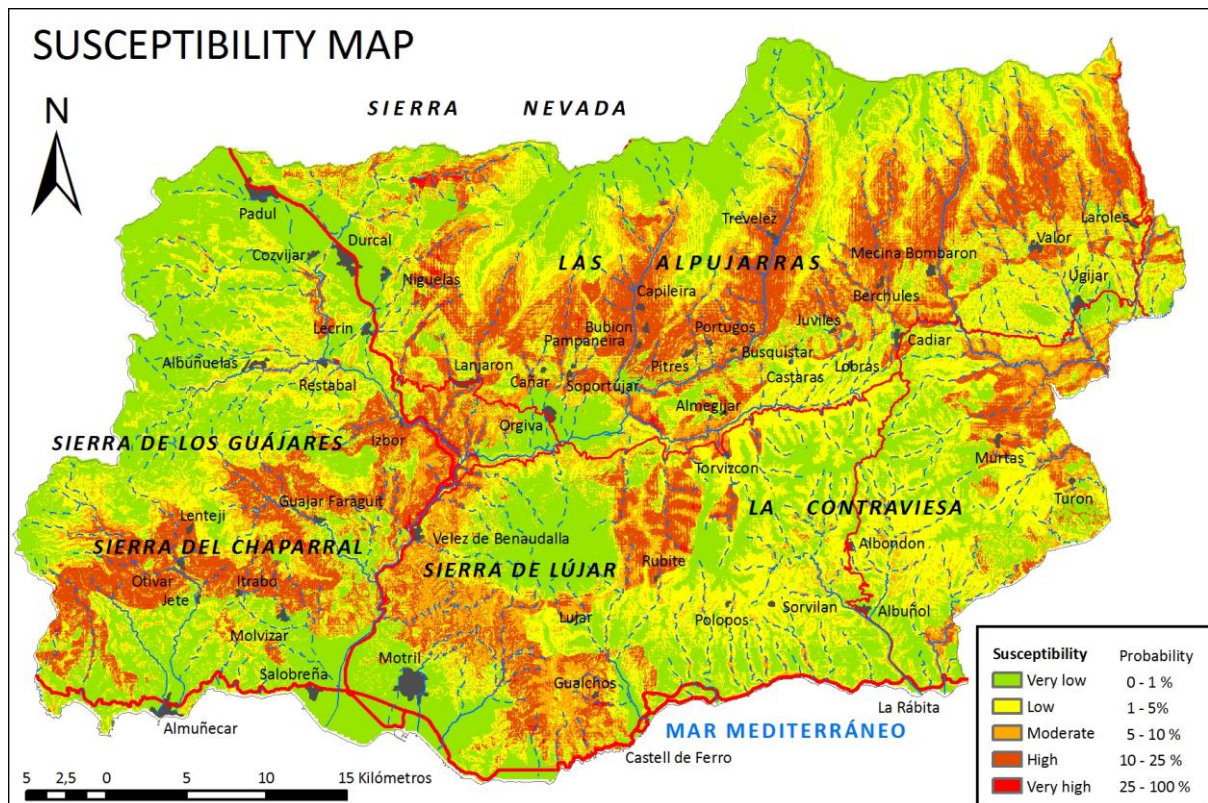 SUSCEPTIBILITY MAP
N
SIERRA NEVADA
Padul
Durcal
Cozvijar
Niguelas
Trevelez
Laroles
Valor
Mecina Bombaron
LAS ALPUJARRAS
Ugijar
Capileira
Berchules
Lecrin
Bubion
Portugos
Juviles
Pampaneira
Cadiar
Albuñuelas
Restabal
Lanjaron
Cañar
Soportujar
Pitres
Busquistar
Castaras
Lobras
Almegijar
Orgiva
SIERRA DE LOS GUÁJARES
Izbor
Torvizcon
Murtas
Turon
Guajar Faraguit
LA CONTRAVIESA
Lenteji
SIERRA DEL CHAPARRAL
Velez de Benaudalla
Albondon
SIERRA DE LÚJAR
Rubite
Otivar
Itrabo
Jete
Lujar
Polopos
Sorvilan
Albuñol
Molvizar
Motril
Salobreña
Gualchos
La Rábita
Almuñecar
MAR MEDITERRÁNEO
Castell de Ferro
5 2,5 0 5 10 15 Kilómetros
Susceptibility Probability
Very low 0 - 1 %
Low 1 - 5%
Moderate 5 - 10 %
High 10 - 25 %
Very high 25 - 100 %